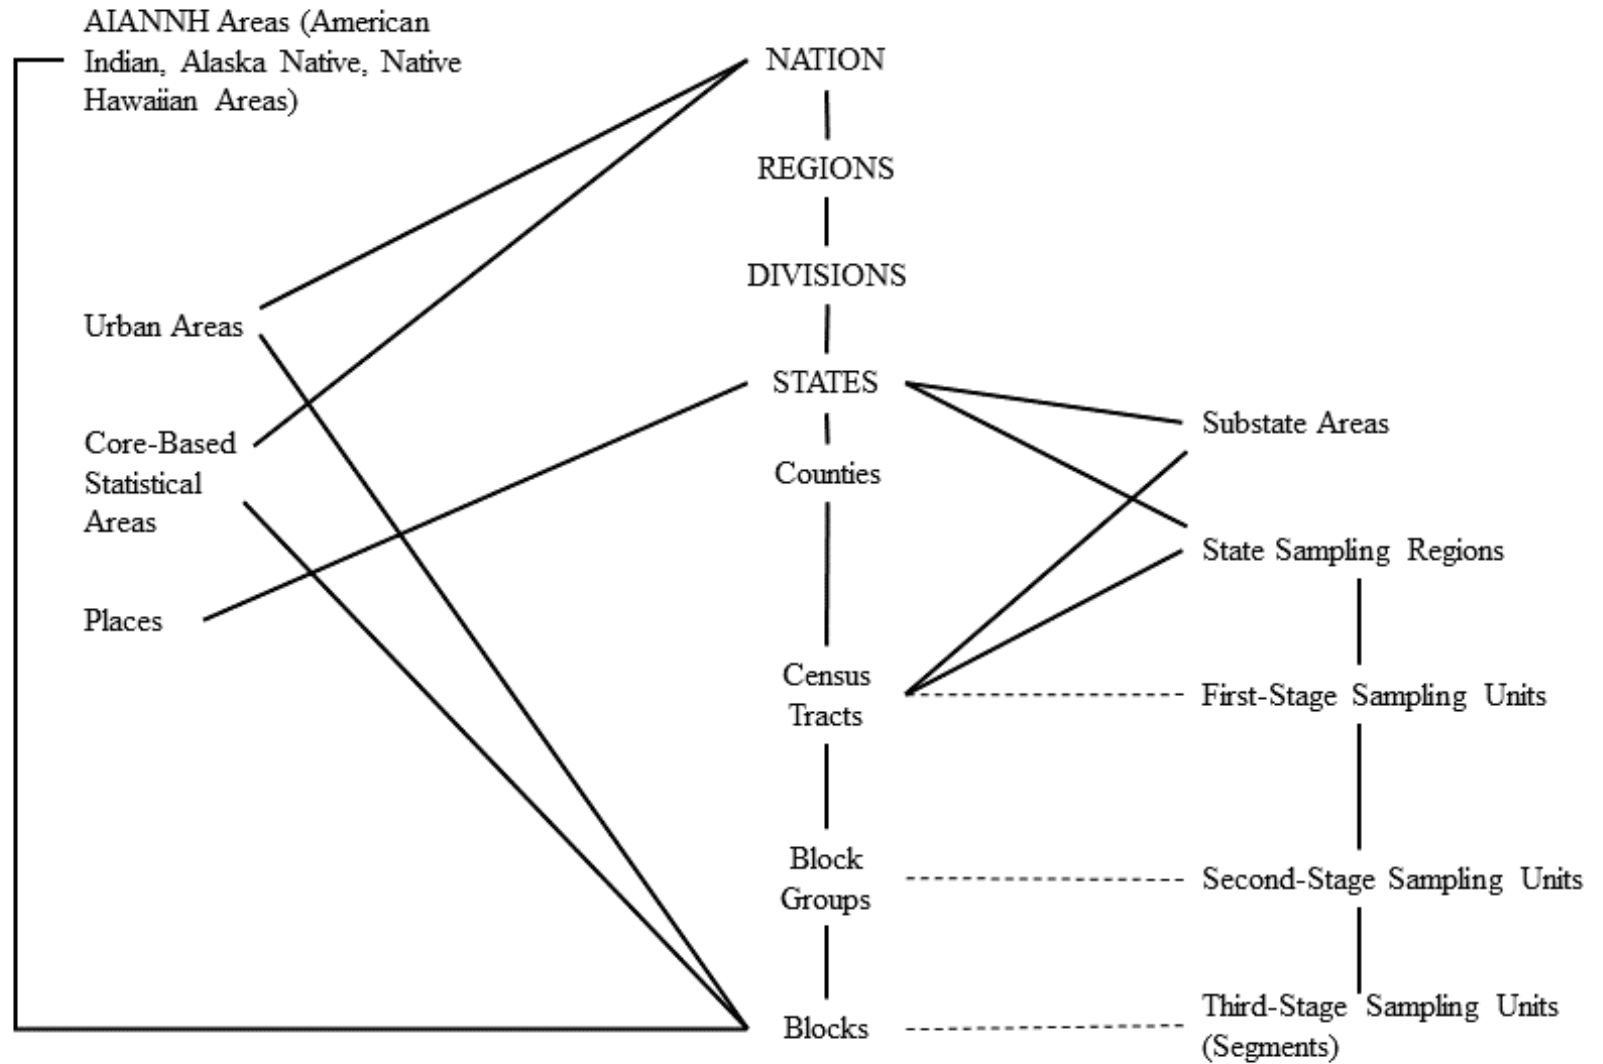 AIANNH Areas (American
Indian, Alaska Native, Native
Hawaiian Areas)
NATION
REGIONS
DIVISIONS
Urban Areas
STATES
Substate Areas
Core-Based
Statistical
Areas
Counties
State Sampling Regions
Places
Census
Tracts
First-Stage Sampling Units
Block
Groups
Second-Stage Sampling Units
Blocks
Third-Stage Sampling Units
(Segments)